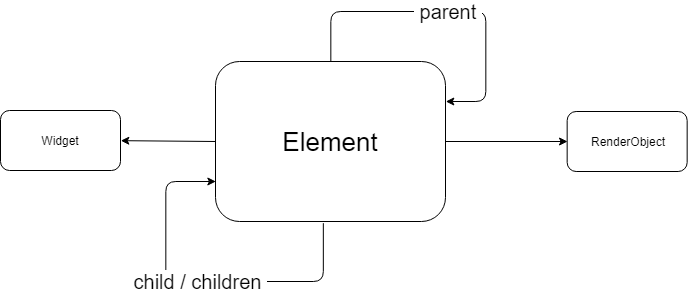 parent
Element
Widget
RenderObject
child / children